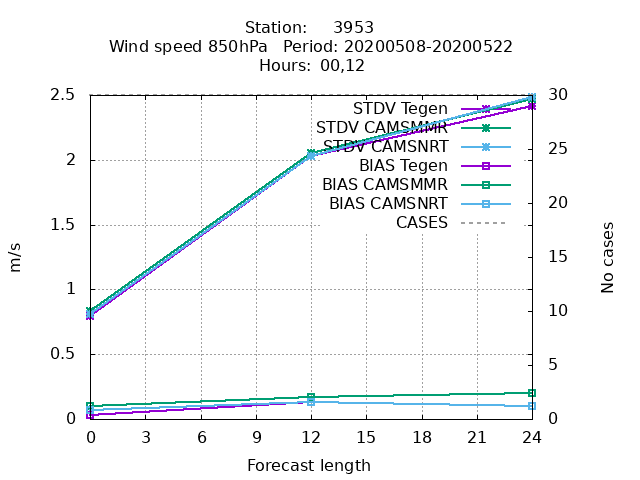 Station: 3953
Wind speed 850hPa Period: 20200508-20200522
Hours: 00,12
2.5
2
1.5
1
0.5
0
m/s
30
25
20
15
10
5
0
No cases
STDV Tegen
STDV CAMSMMR
STDV CAMSNRT
BIAS Tegen
BIAS CAMSMMR
BIAS CAMSNRT
CASES
0 3 6 9 12 15 18 21 24
Forecast length